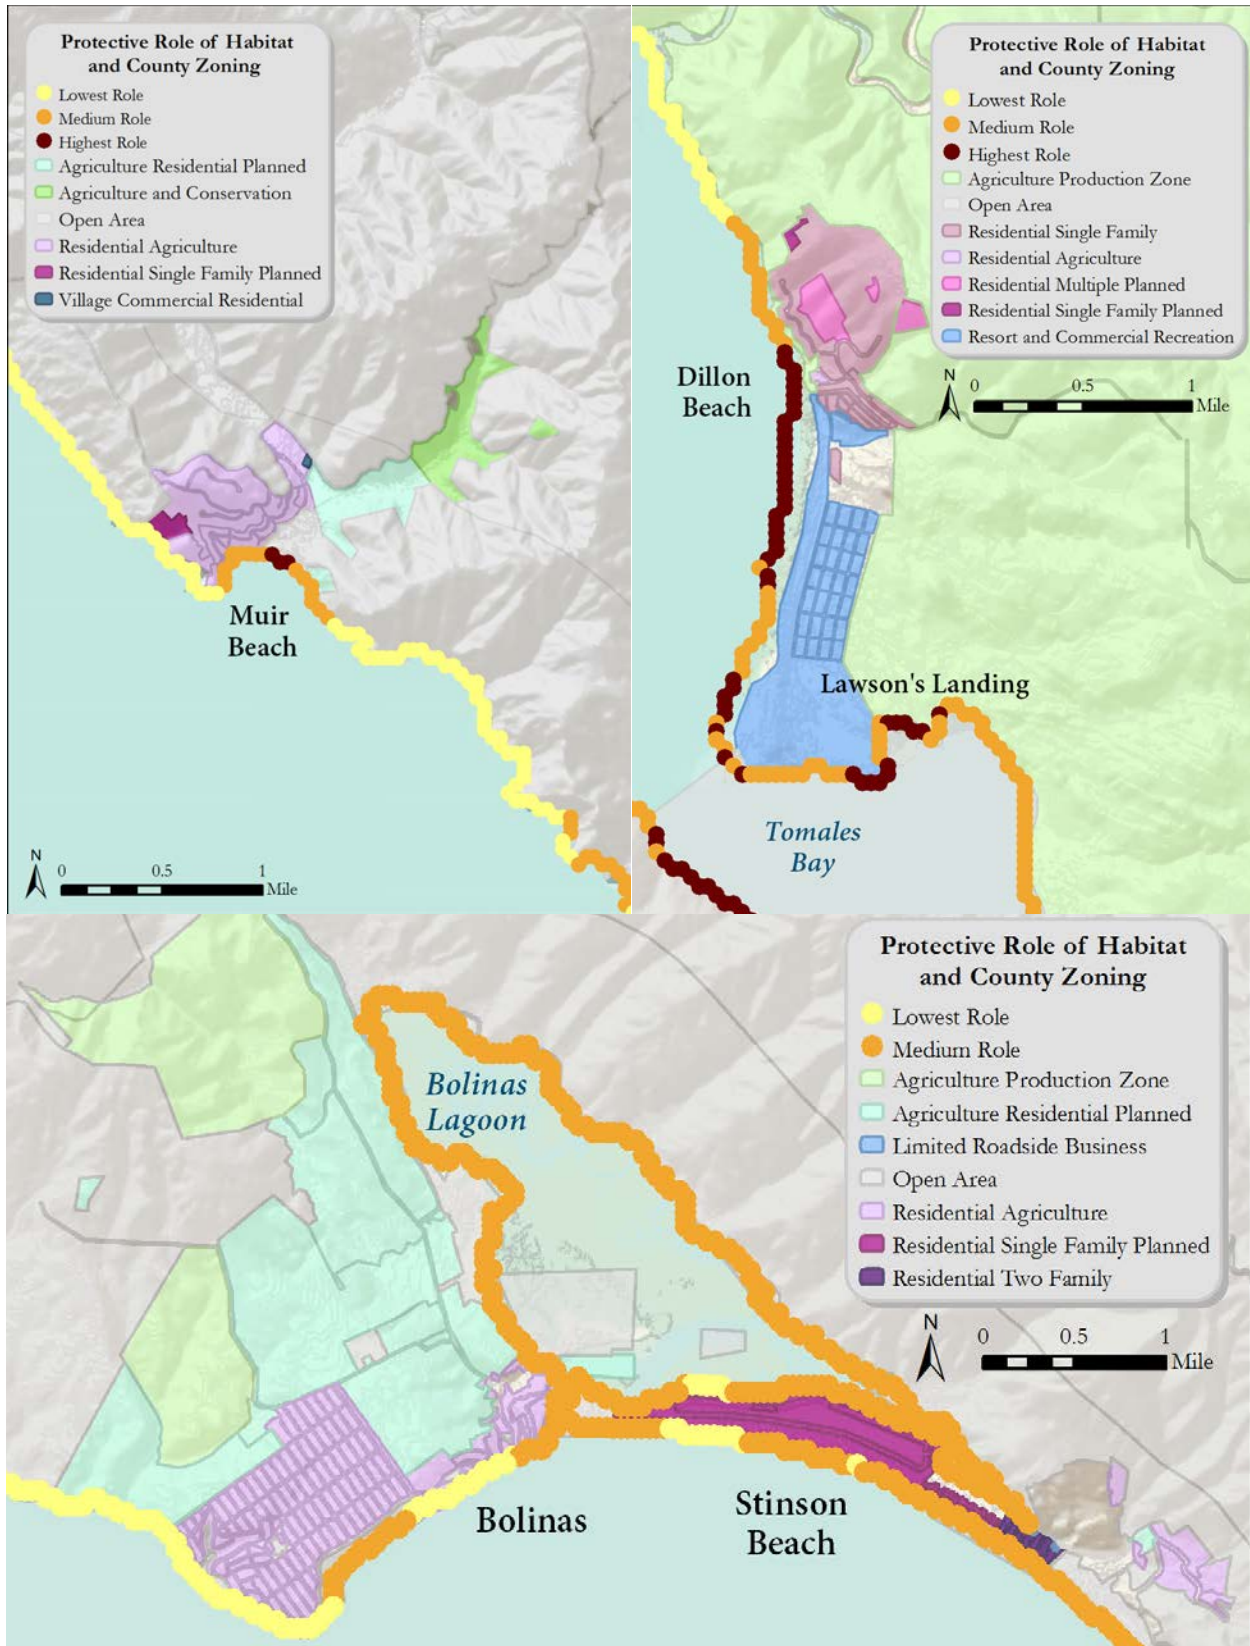 Protective Role of Habitat
and County Zoning
Lowest Role
Medium Role
Highest Role
Agriculture Residential Planned
Agriculture and Conservation
Open Area
Residential Agriculture
Residential Single Family Planned
Village Commercial Residential
Muir
Beach
N
0 0.5 1
Mile
Protective Role of Habitat
and County Zoning
Lowest Role
Medium Role
Highest Role
Agriculture Production Zone
Open Area
Residential Single Family
Residential Agriculture
Residential Multiple Planned
Residential Single Family Planned
Resort and Commercial Recreation
N
0 0.5 1
Mile
Dillon
Beach
Lawson's Landing
Tomales
Bay
Protective Role of Habitat
and County Zoning
Lowest Role
Medium Role
Agriculture Production Zone
Agriculture Residential Planned
Limited Roadside Business
Open Area
Residential Agriculture
Residential Single Family Planned
Residential Two Family
N
0 0.5 1
Mile
Bolinas
Lagoon
Bolinas
Stinson
Beach